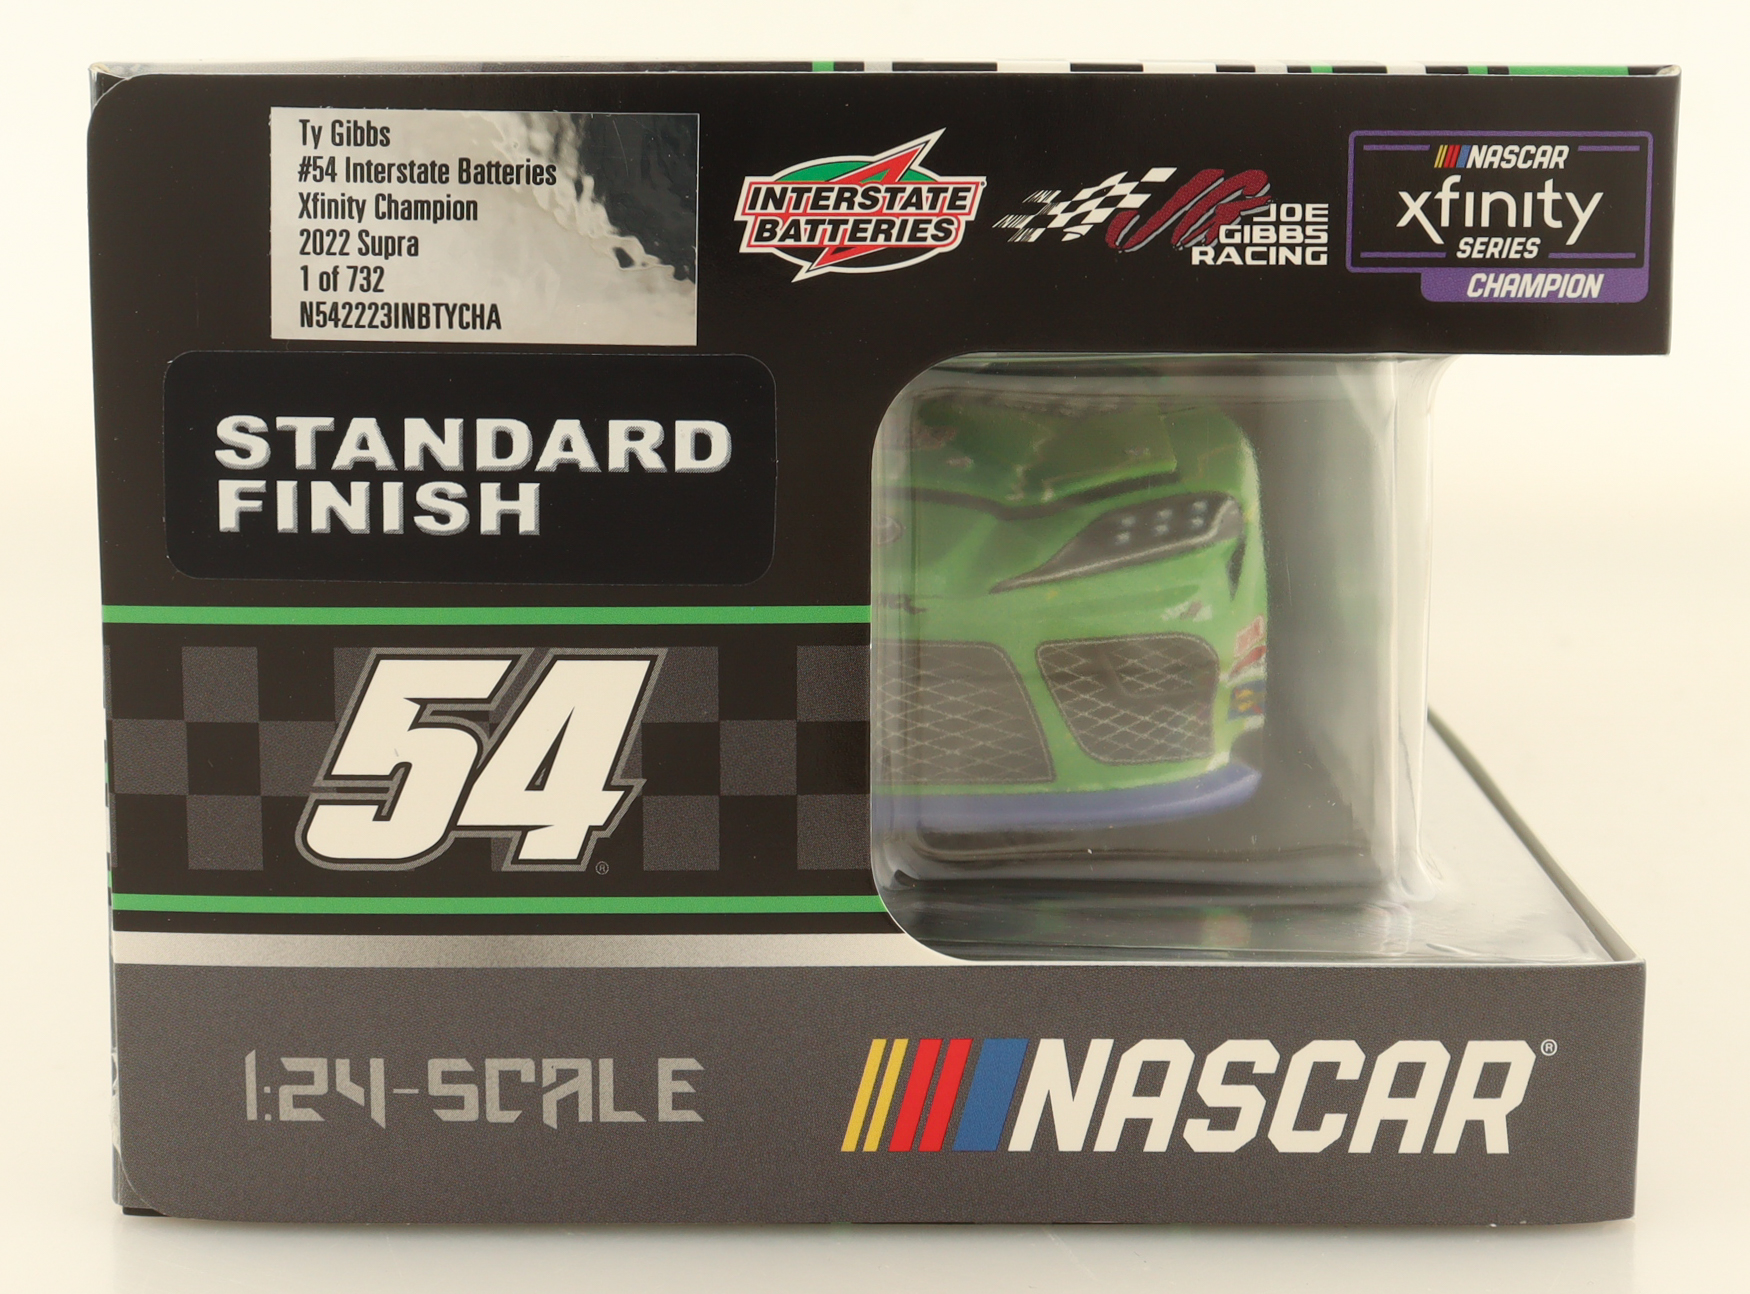 Ty Gibbs
#54 Interstate Batteries
Xfinity Champion
2022 Supra
1 of 732
N542223INBTYCHA
INTERSTATE
BATTERIES
JG
JOE
GIBBS
RACING
NASCAR
xfinity
SERIES
CHAMPION
STANDARD
FINISH
54
®
1:24-SCALE
NASCAR®